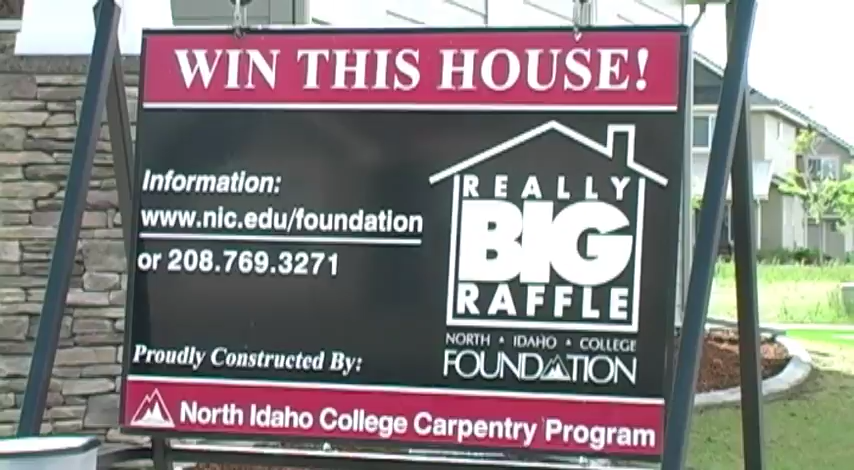 WIN THIS HOUSE!
Information:
www.nic.edu/foundation
or 208.769.3271
REALLY
BIG
RAFFLE
NORTH • IDAHO • COLLEGE
FOUNDATION
Proudly Constructed By:
North Idaho College Carpentry Program